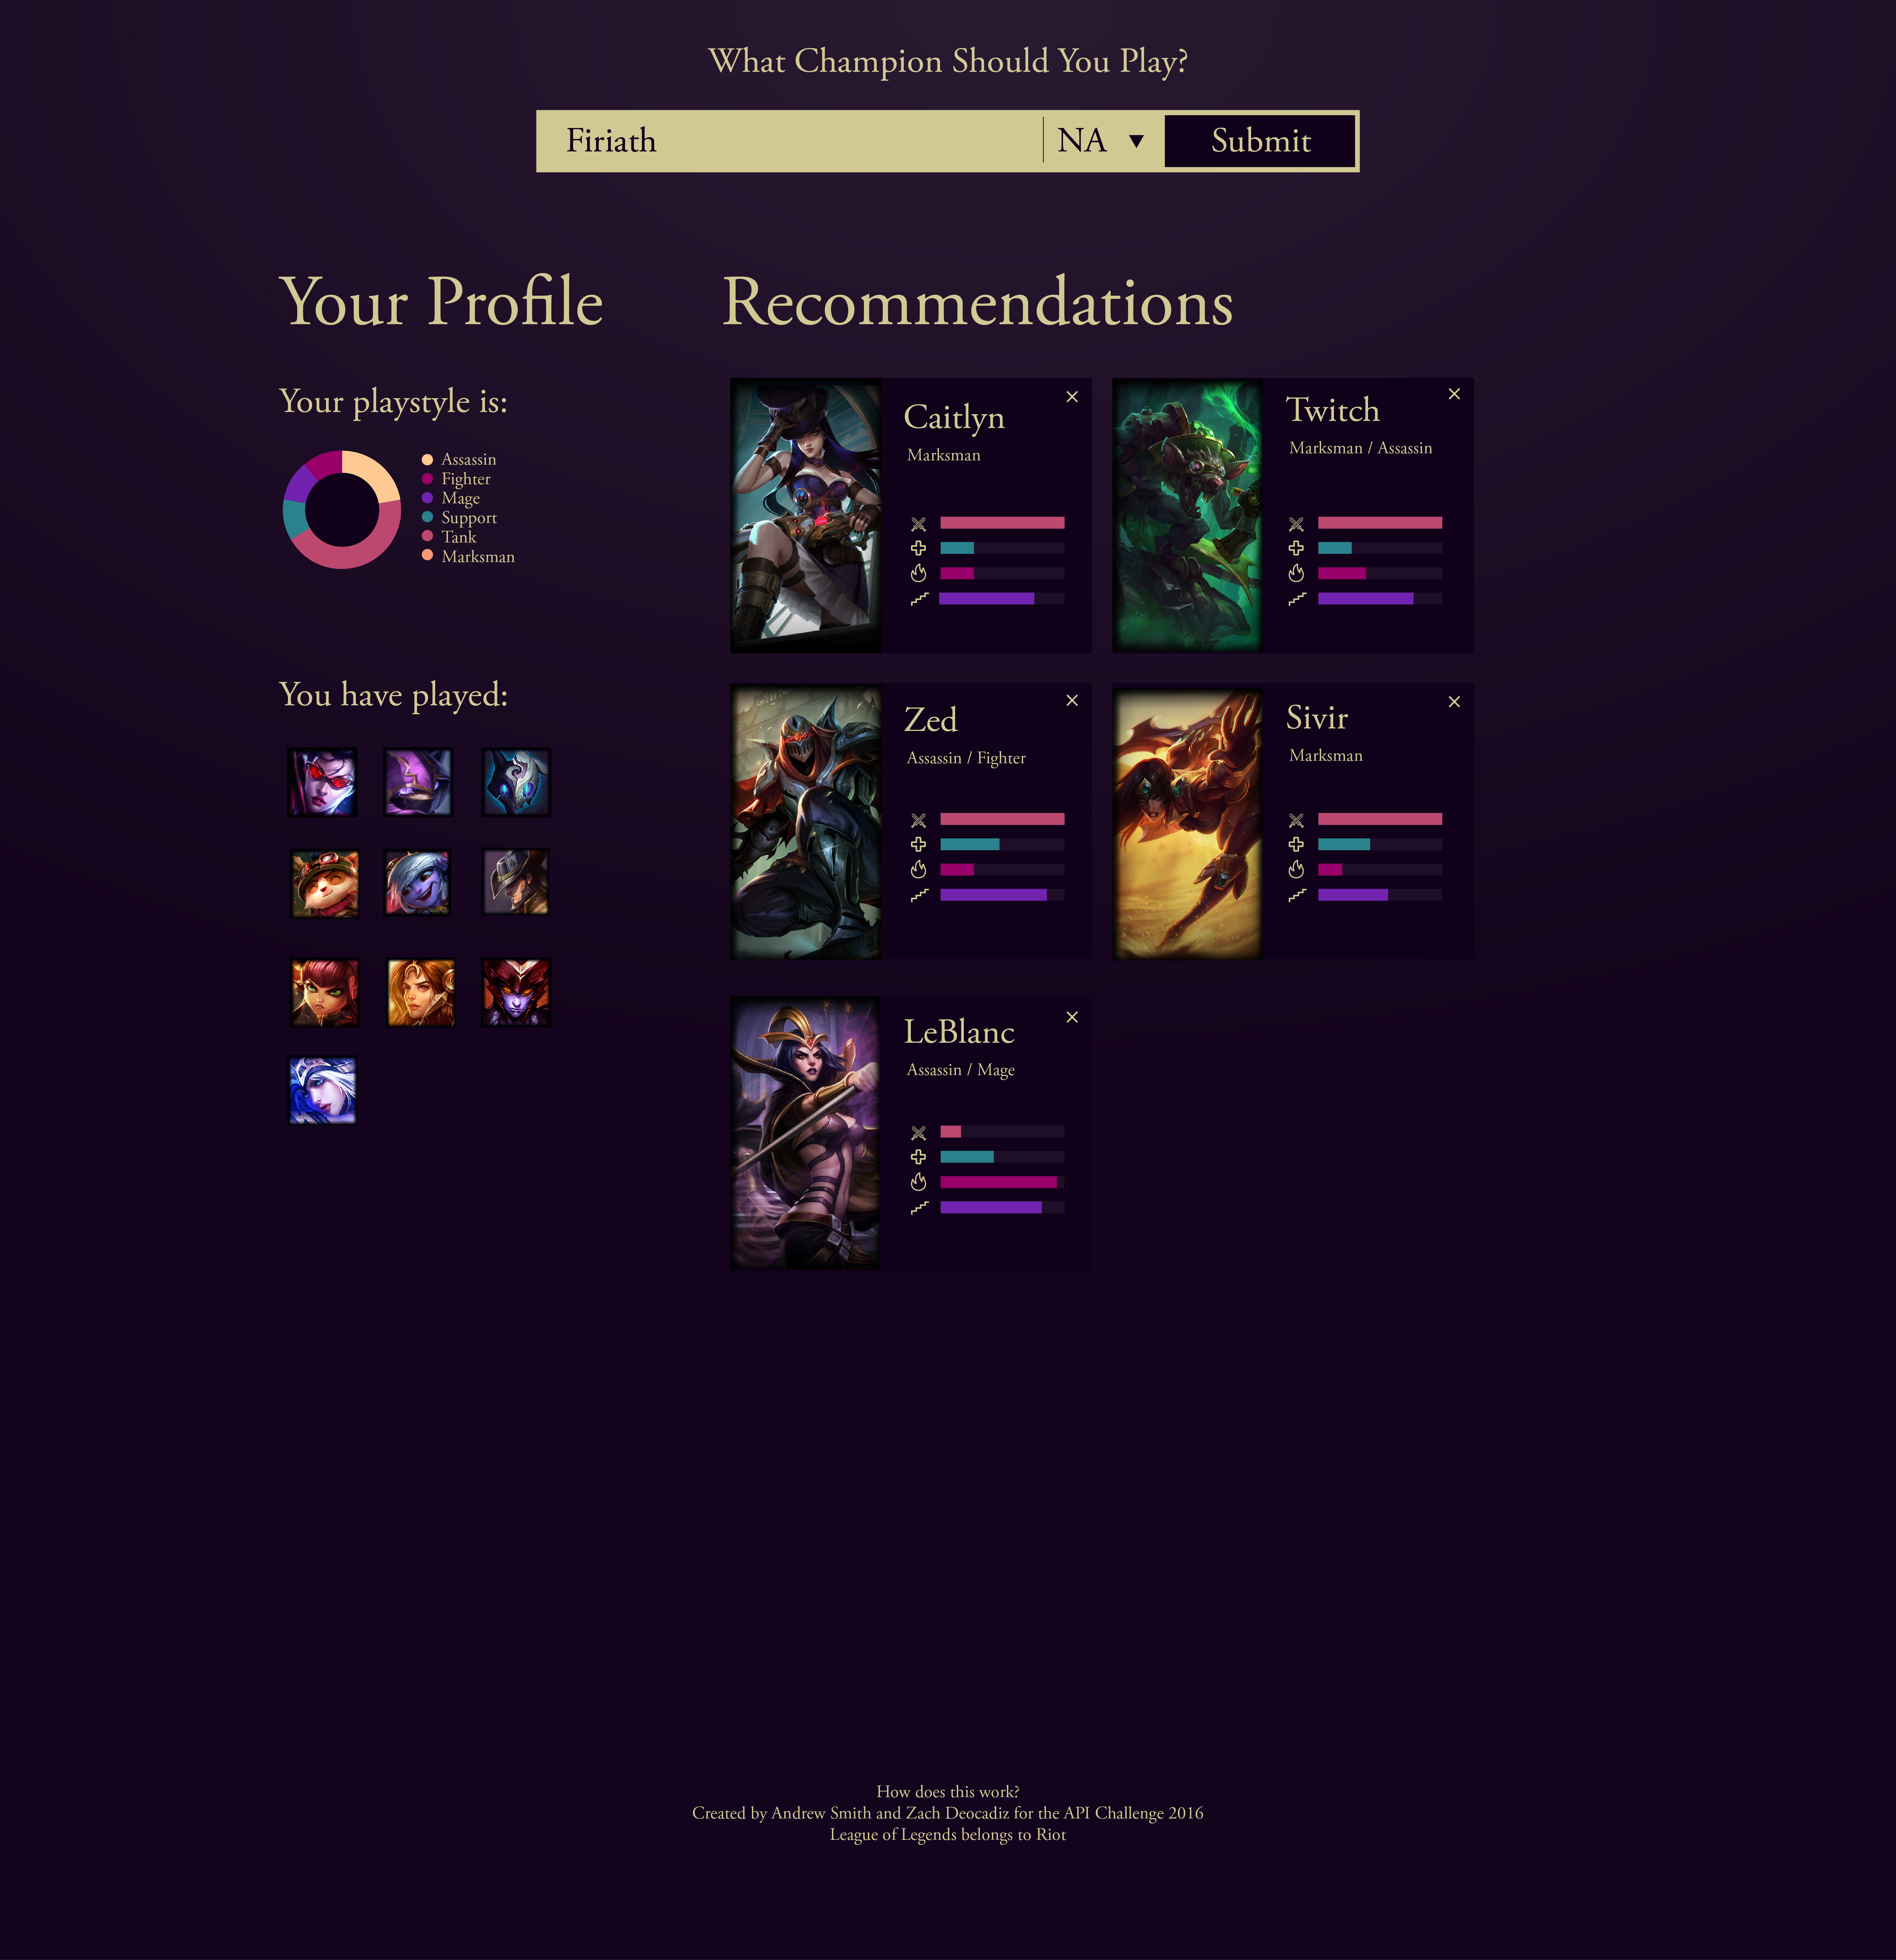 What Champion Should You Play?
Firiath
NA
Submit
Your Profile
Your playstyle is:
Assassin
Fighter
Mage
Support
Tank
Marksman
You have played:
Recommendations
Caitlyn
Marksman
Twitch
Marksman / Assassin
Zed
Assassin / Fighter
Sivir
Marksman
LeBlanc
Assassin / Mage
How does this work?
Created by Andrew Smith and Zach Deocadiz for the API Challenge 2016
League of Legends belongs to Riot